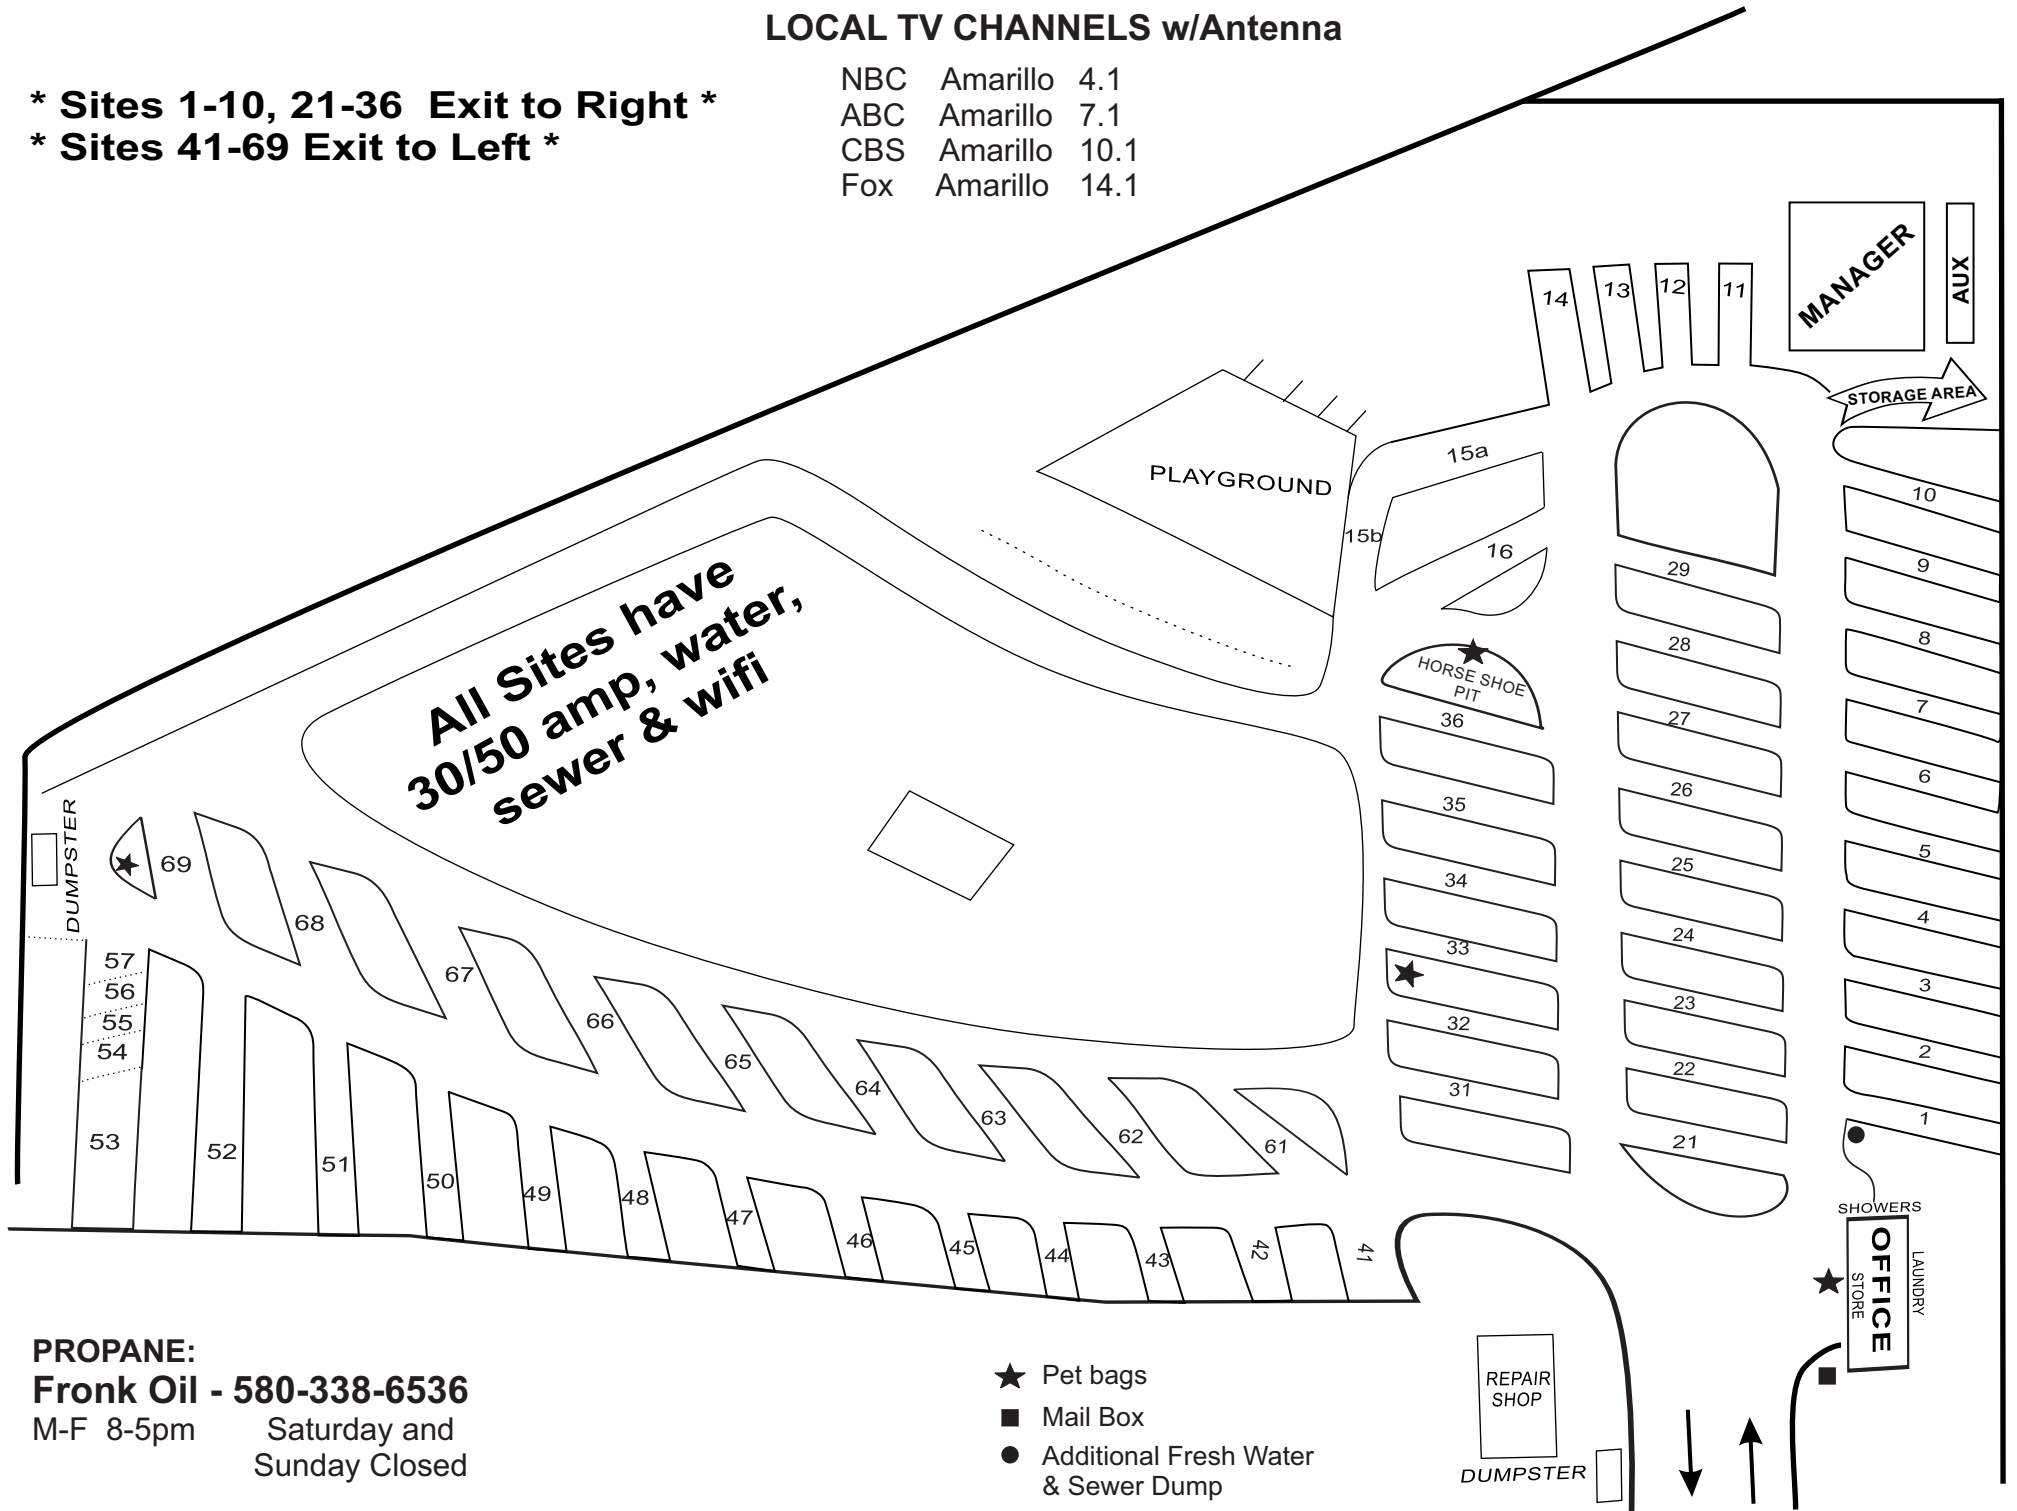 LOCAL TV CHANNELS w/Antenna
NBC Amarillo 4.1
ABC Amarillo 7.1
CBS Amarillo 10.1
Fox Amarillo 14.1
* Sites 1-10, 21-36 Exit to Right *
* Sites 41-69 Exit to Left *
MANAGER
AUX
STORAGE AREA
14
13
12
11
PLAYGROUND
15a
15b
16
HORSE SHOE
PIT
36
35
34
33
32
31
29
28
27
26
25
24
23
22
21
10
9
8
7
6
5
4
3
2
1
All Sites have
30/50 amp, water,
sewer & wifi
DUMPSTER
69
68
67
66
65
64
63
62
61
57
56
55
54
53
52
51
50
49
48
47
46
45
44
43
42
41
SHOWERS
OFFICE
STORE
LAUNDRY
REPAIR
SHOP
DUMPSTER
PROPANE:
Fronk Oil - 580-338-6536
M-F 8-5pm Saturday and
Sunday Closed
Pet bags
Mail Box
Additional Fresh Water
& Sewer Dump